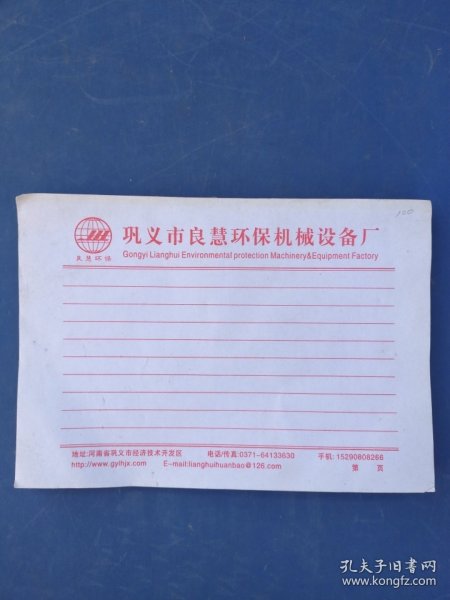 100
巩义市良慧环保机械设备厂
Gongyi Lianghui Environmental protection Machinery&Equipment Factory
良慧环保
地址:河南省巩义市经济技术开发区 电话/传真:0371-64133630 手机: 15290808266
http://www.gylhjx.com E-mail:lianghuihuanbao@126.com 第 页
孔夫子旧书网
www.kongfz.com